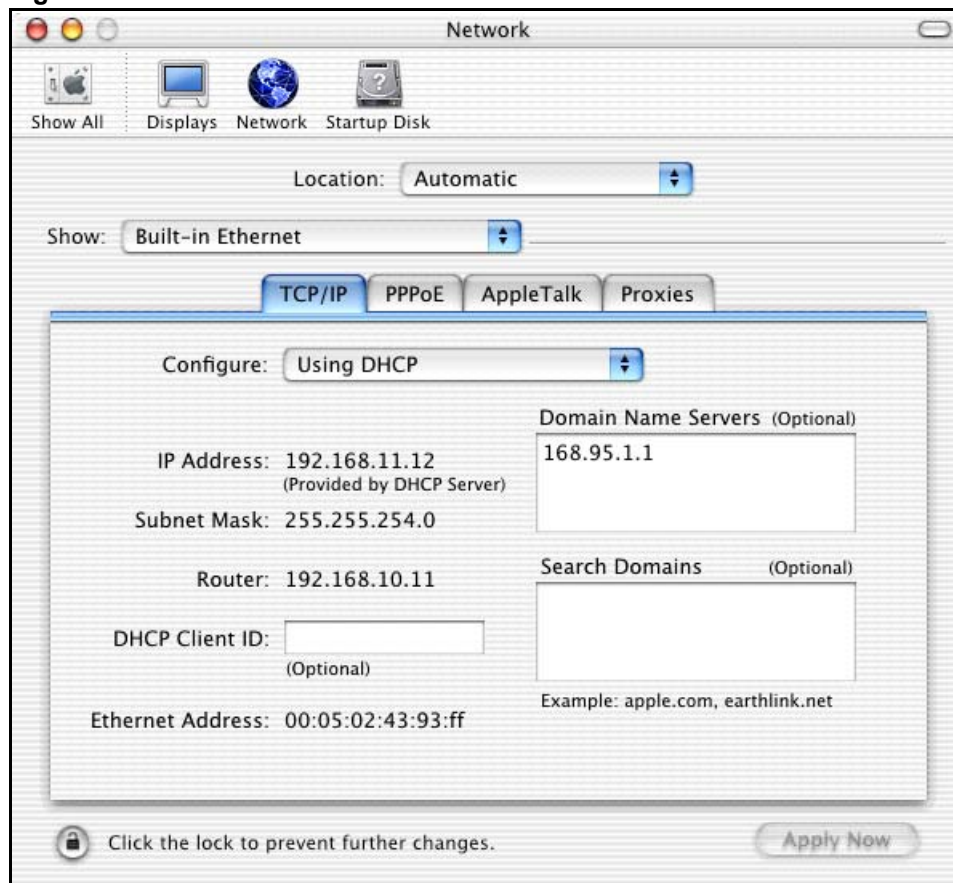 Network
Show All Displays Network Startup Disk
Location: Automatic
Show: Built-in Ethernet
TCP/IP PPPoE AppleTalk Proxies
Configure: Using DHCP
Domain Name Servers (Optional)
168.95.1.1
IP Address: 192.168.11.12
(Provided by DHCP Server)
Subnet Mask: 255.255.254.0
Router: 192.168.10.11
Search Domains (Optional)
DHCP Client ID:
(Optional)
Example: apple.com, earthlink.net
Ethernet Address: 00:05:02:43:93:ff
Click the lock to prevent further changes.
Apply Now